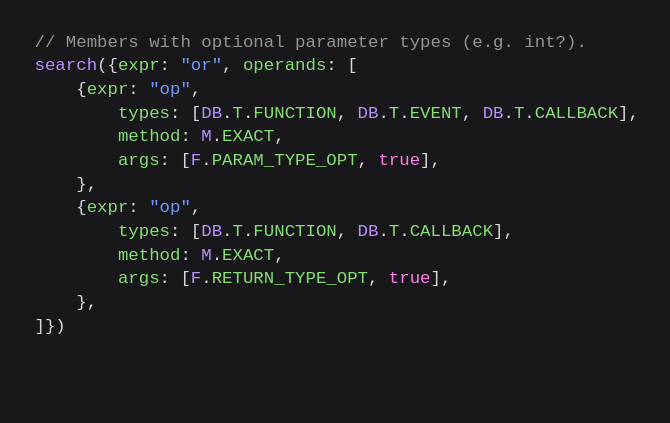 // Members with optional parameter types (e.g. int?).
search({expr: "or", operands: [
    {expr: "op",
        types: [DB.T.FUNCTION, DB.T.EVENT, DB.T.CALLBACK],
        method: M.EXACT,
        args: [F.PARAM_TYPE_OPT, true],
    },
    {expr: "op",
        types: [DB.T.FUNCTION, DB.T.CALLBACK],
        method: M.EXACT,
        args: [F.RETURN_TYPE_OPT, true],
    },
]})